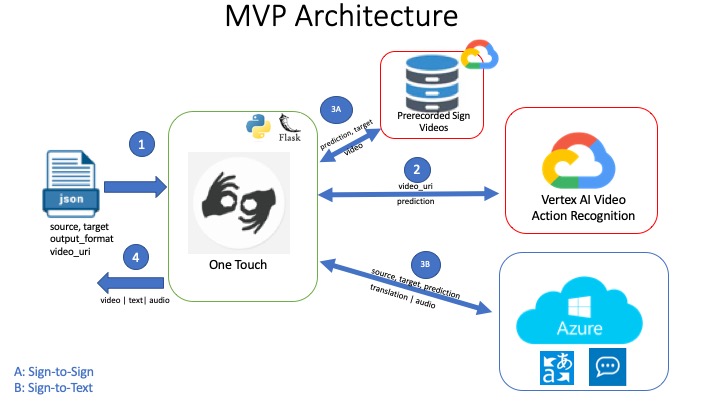 MVP Architecture
3A
Prerecorded Sign
Videos
Flask
prediction, target
video
1
json
source, target
output_format
video_uri
2
video_uri
prediction
Vertex AI Video
Action Recognition
One Touch
4
video | text| audio
3B
source, target, prediction
translation | audio
Azure
a
あ
A: Sign-to-Sign
B: Sign-to-Text